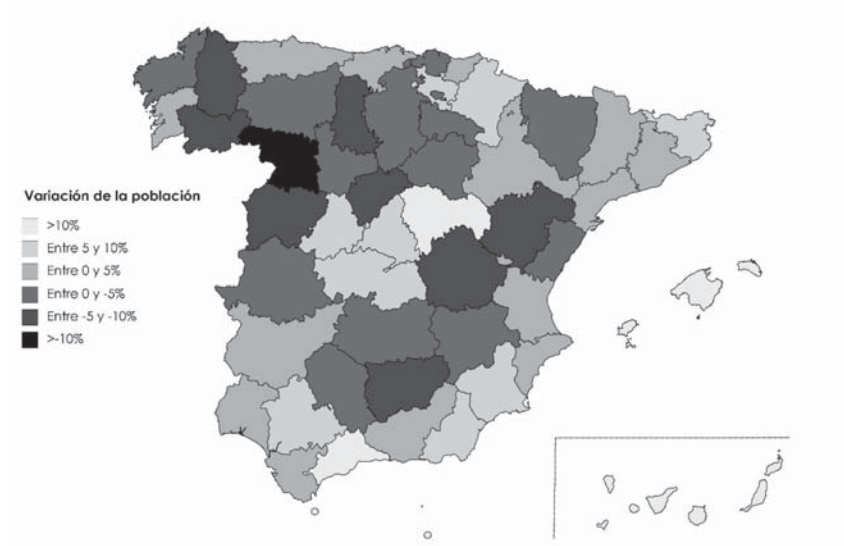 Variación de la población
>10%
Entre 5 y 10%
Entre 0 y 5%
Entre 0 y -5%
Entre -5 y -10%
>-10%